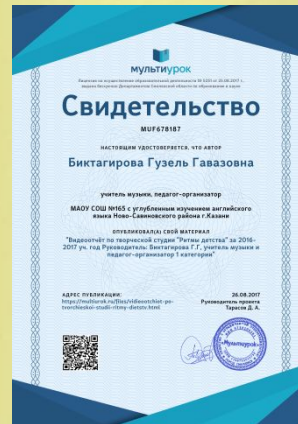 мультиурок
Свидетельство
MUF678187
НАСТОЯЩИМ УДОСТОВЕРЯЕТСЯ, ЧТО АВТОР
Биктагирова Гузель Гавазовна
учитель музыки, педагог-организатор
МАОУ СОШ №165 с углубленным изучением английского
языка Ново-Савиновского района г.Казани
ОПУБЛИКОВАЛ(А) СВОЙ МАТЕРИАЛ
"Видеоотчёт по творческой студии "Ритмы детства" за 2016-
2017 уч. год Руководитель: Биктагирова Г.Г, учитель музыки и
педагог-организатор 1 категории"
АДРЕС ПУБЛИКАЦИИ:
26.08.2017
Руководитель проекта
Тарасов Д. А.
Мультиурок